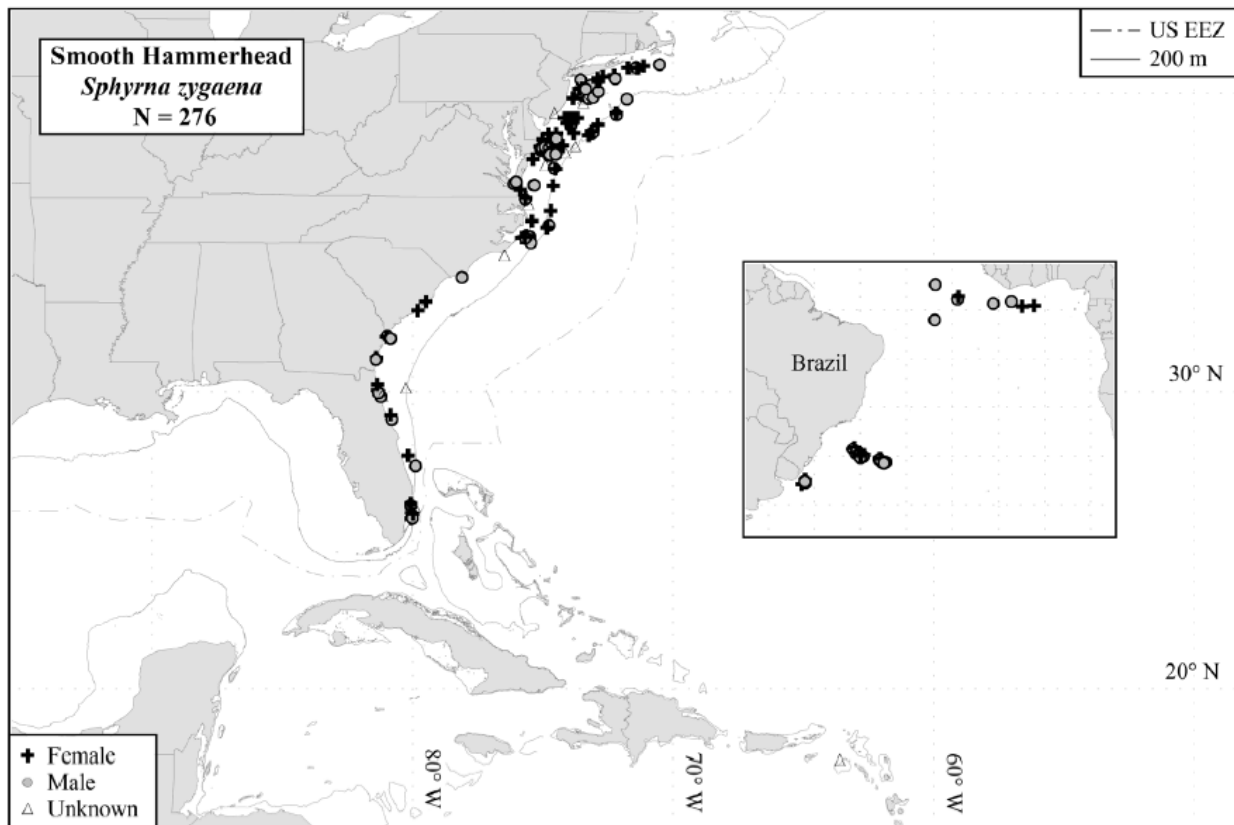 Smooth Hammerhead
Sphyrna zygaena
N = 276
US EEZ
200 m
Brazil
30° N
20° N
Female
Male
Unknown
80° W
70° W
60° W